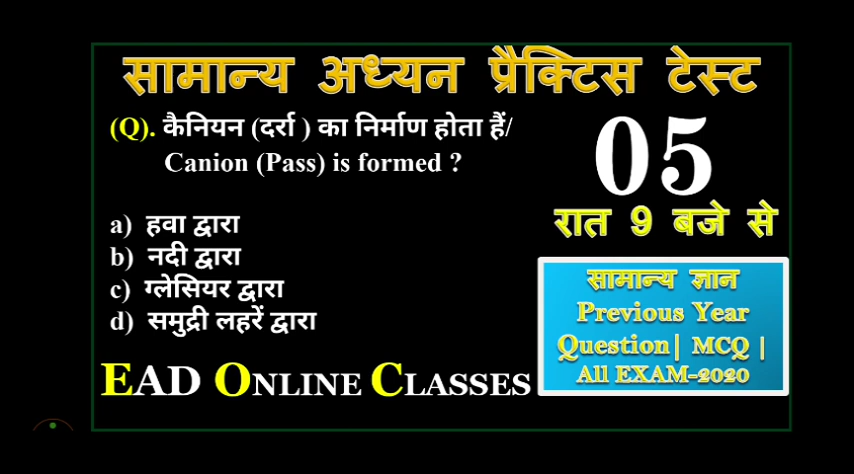 सामान्य अध्यन प्रैक्टिस टेस्ट
(Q). कैनियन (दर्रा ) का निर्माण होता हैं/
Canion (Pass) is formed ?
a) हवा द्वारा
b) नदी द्वारा
c) ग्लेसियर द्वारा
d) समुद्री लहरें द्वारा
EAD ONLINE CLASSES
05
रात 9 बजे से
सामान्य ज्ञान
Previous Year
Question| MCQ |
All EXAM-2020